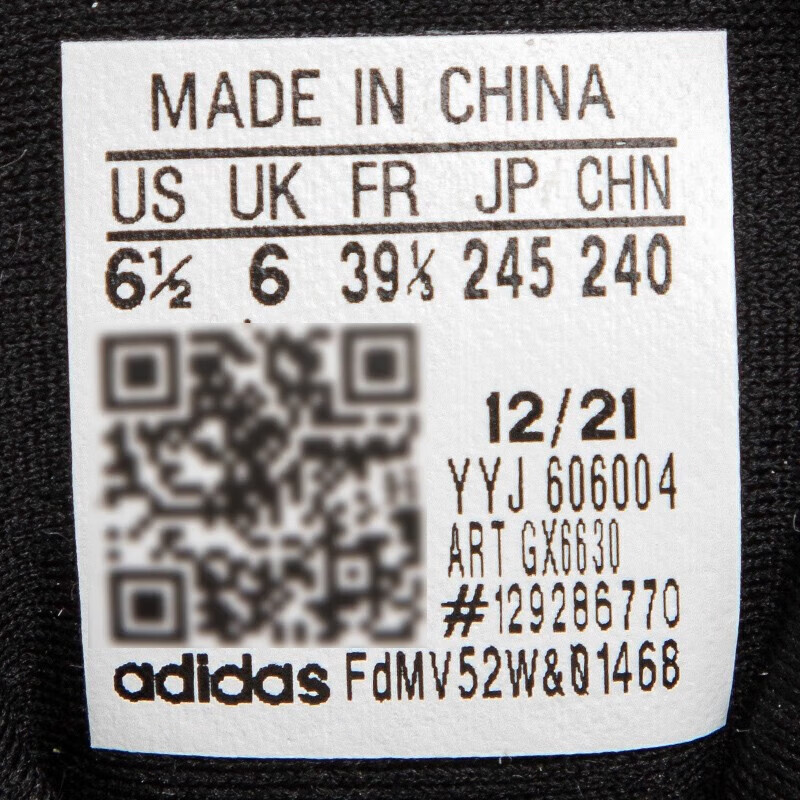 MADE IN CHINA
US UK FR JP CHN
6½ 6 39⅓ 245 240
12/21
YYJ 606004
ART GX6630
#129286770
adidas FdMV52W&01468